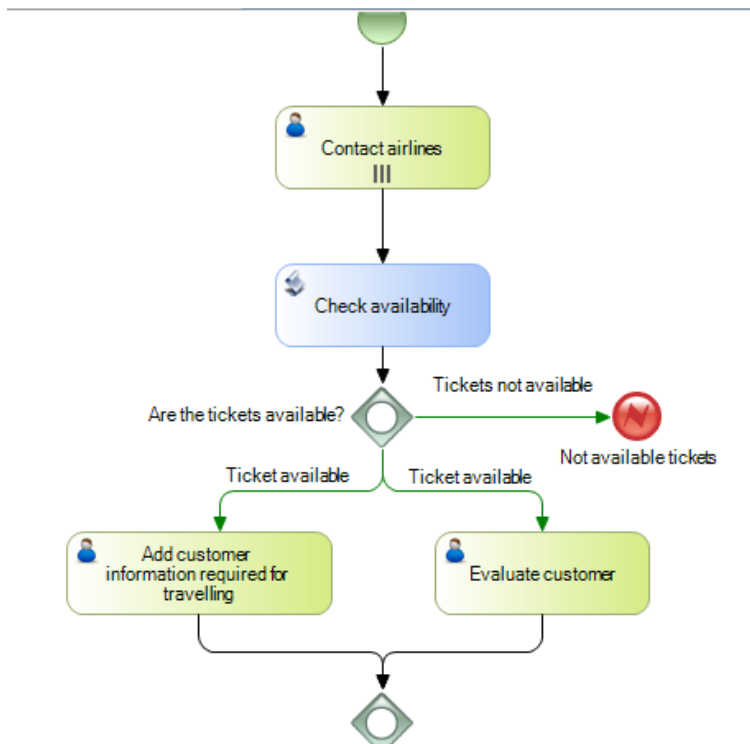 Contact airlines
Check availability
Tickets not available
Are the tickets available?
Not available tickets
Ticket available
Ticket available
Add customer
information required for
travelling
Evaluate customer